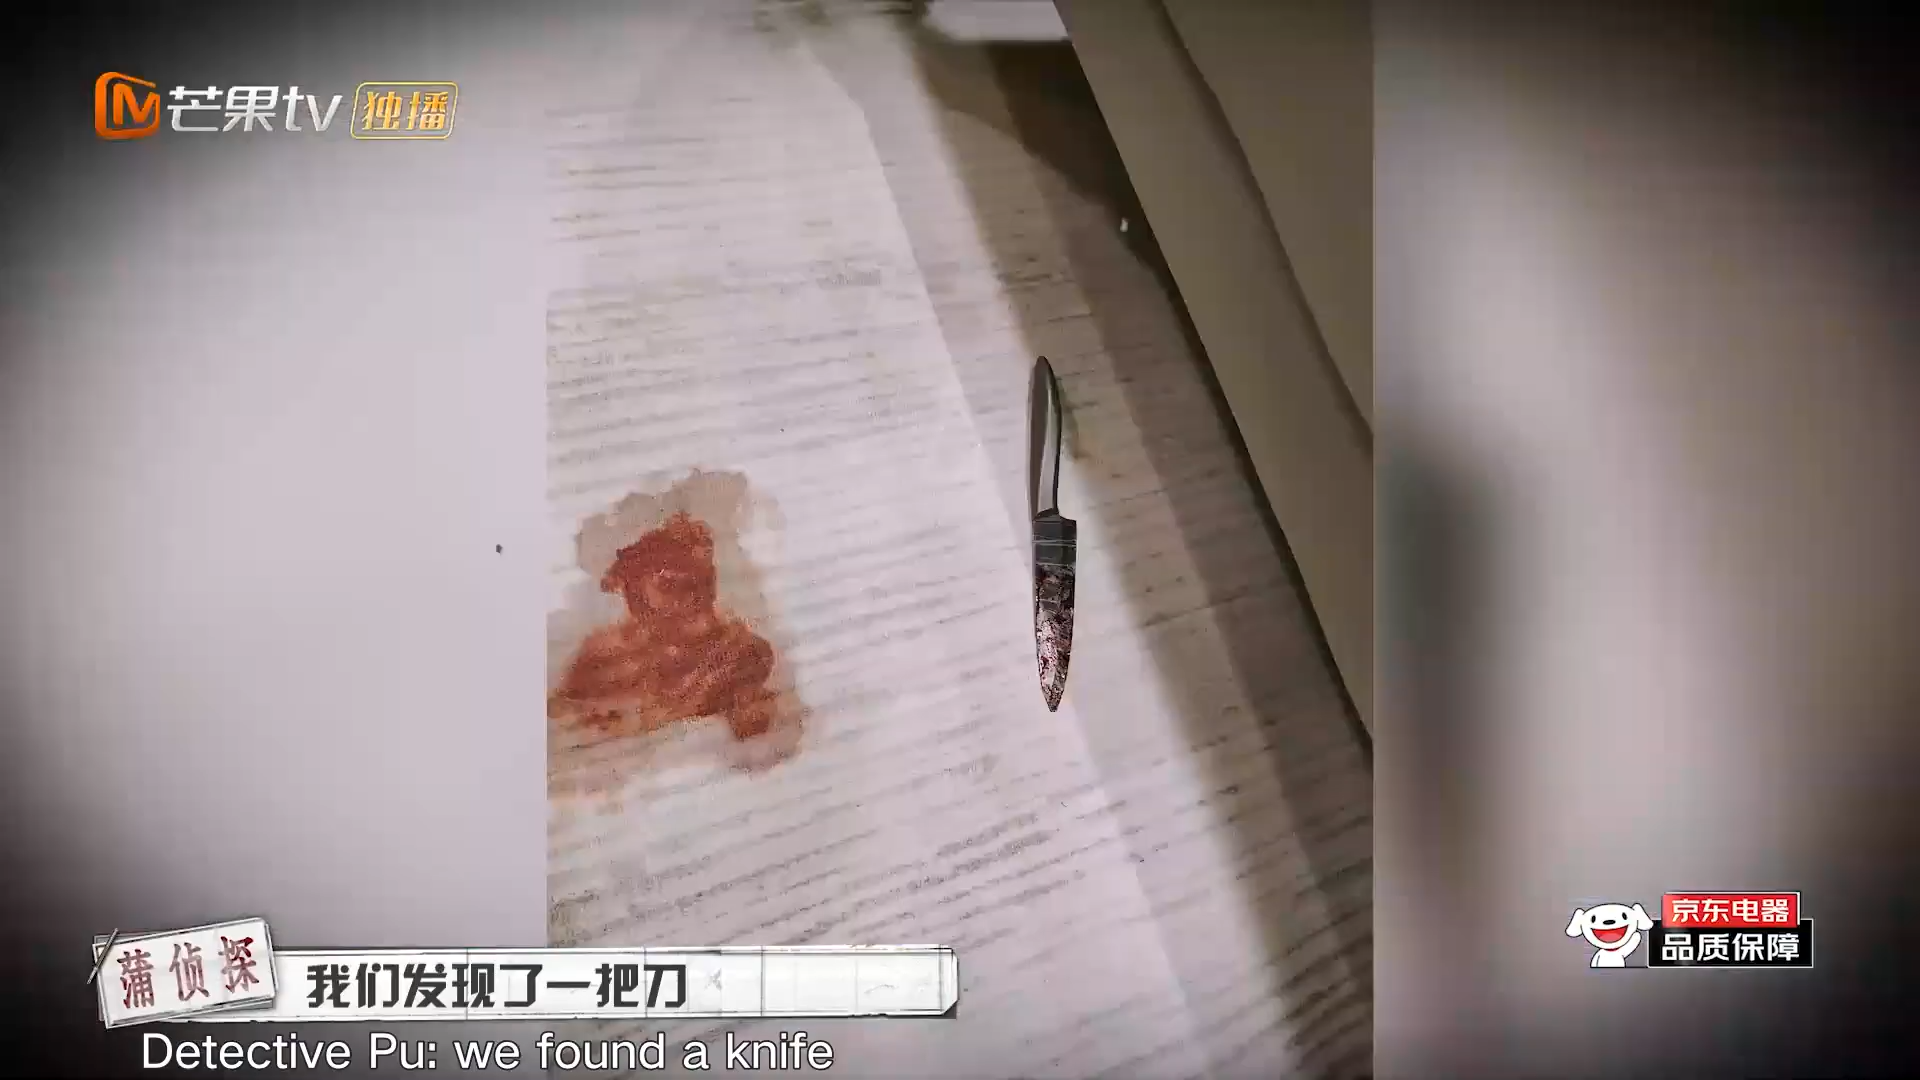 芒果tv 独播
京东电器
品质保障
蒲侦探
我们发现了一把刀
Detective Pu: we found a knife